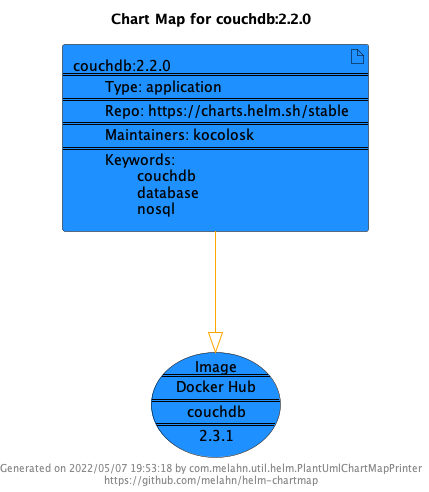 Chart Map for couchdb:2.2.0
couchdb:2.2.0
Type: application
Repo: https://charts.helm.sh/stable
Maintainers: kocolosk
Keywords:
couchdb
database
nosql
Image
Docker Hub
couchdb
2.3.1
Generated on 2022/05/07 19:53:18 by com.melahn.util.helm.PlantUmlChartMapPrinter
https://github.com/melahn/helm-chartmap